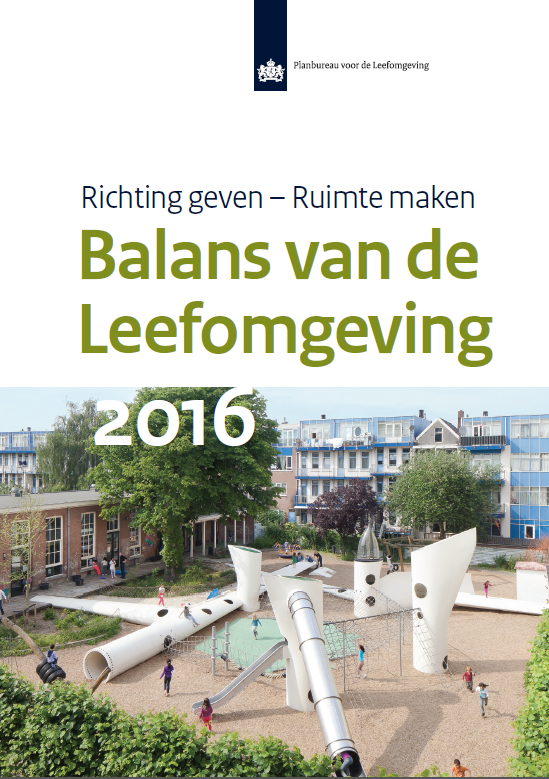 Planbureau voor de Leefomgeving
Richting geven – Ruimte maken
Balans van de
Leefomgeving
2016